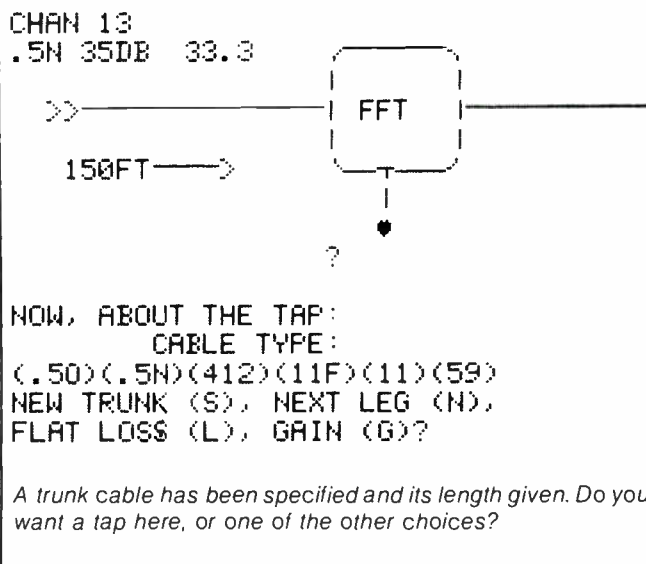 CHAN 13
.5N 35DB 33.3
>> FFT
150FT
?
NOW, ABOUT THE TAP:
CABLE TYPE:
(.50)(.5N)(412)(11F)(11)(59)
NEW TRUNK (S), NEXT LEG (N),
FLAT LOSS (L), GAIN (G)?
A trunk cable has been specified and its length given. Do you
want a tap here, or one of the other choices?